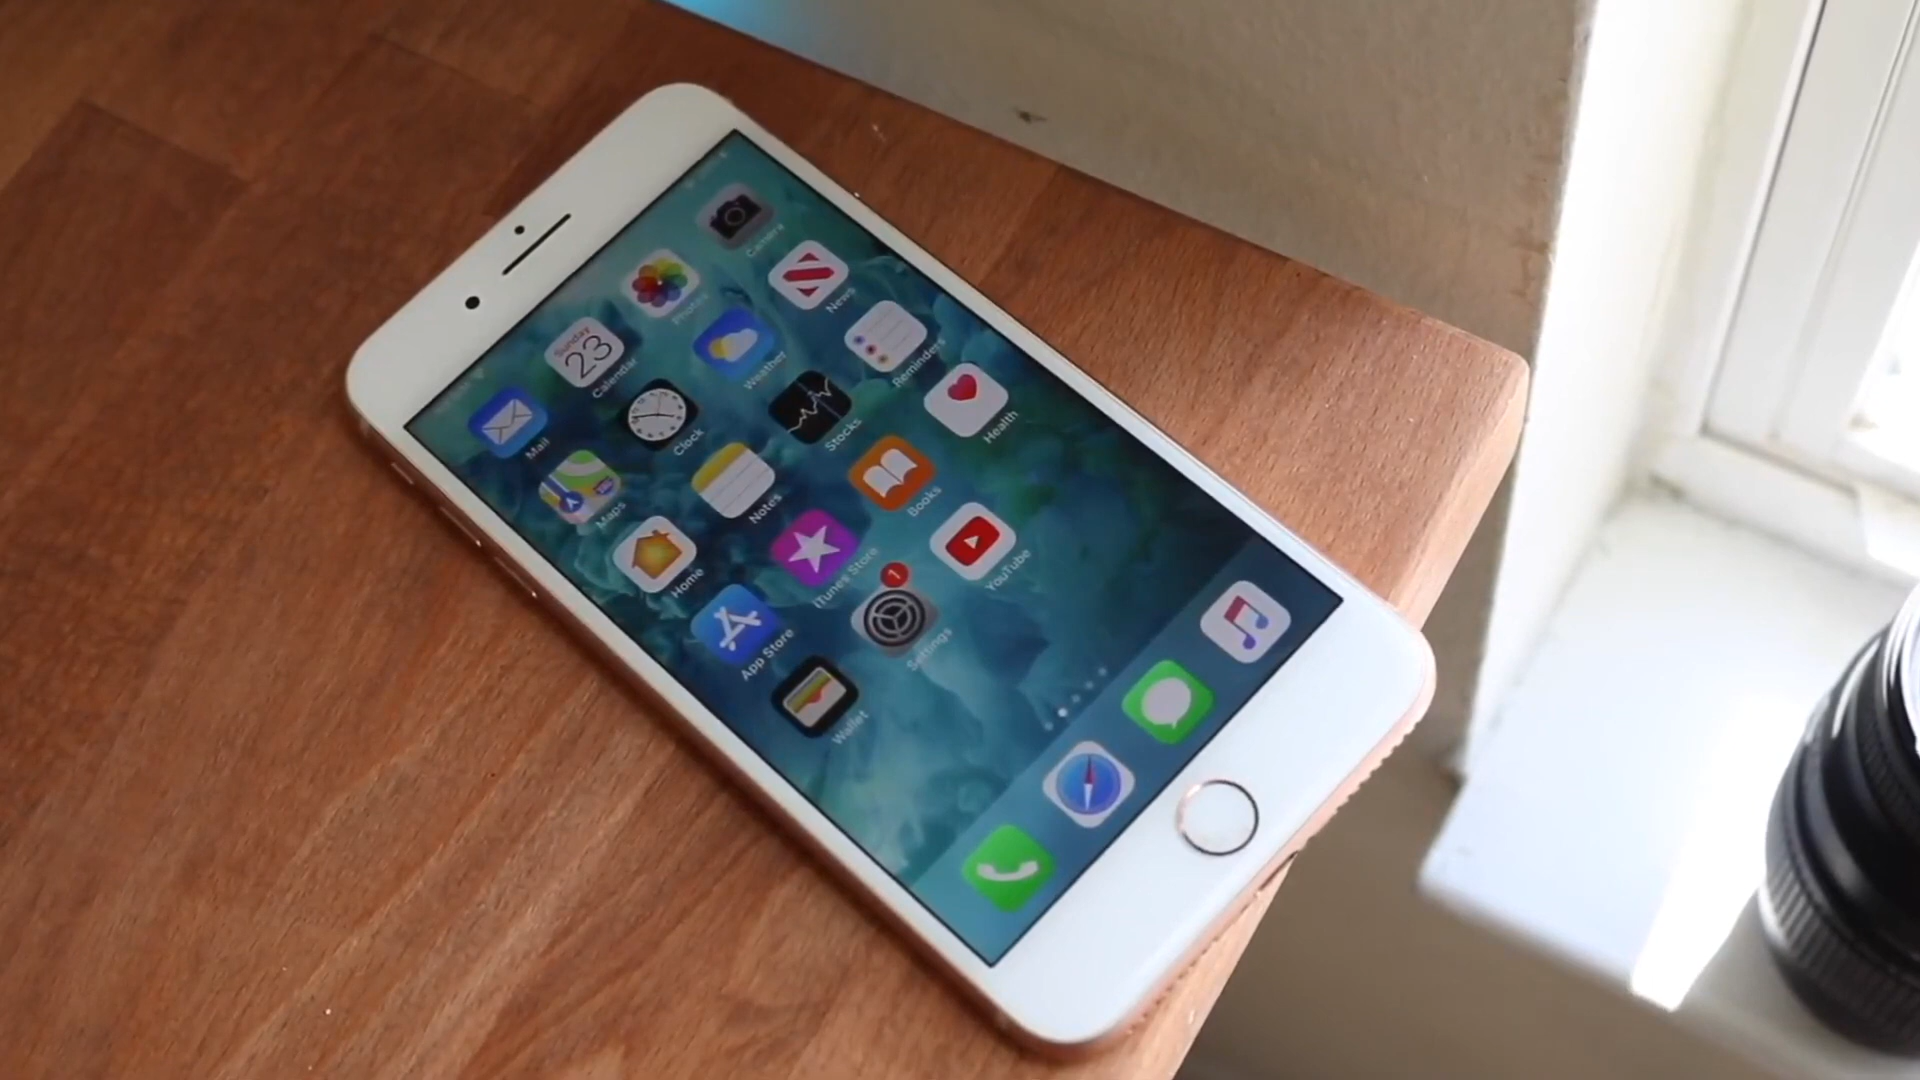 Mail
Sunday
23
Calendar
Photos
Camera
Maps
Clock
Weather
News
Home
Notes
Stocks
Reminders
App Store
iTunes Store
Books
Health
Wallet
1
Settings
YouTube